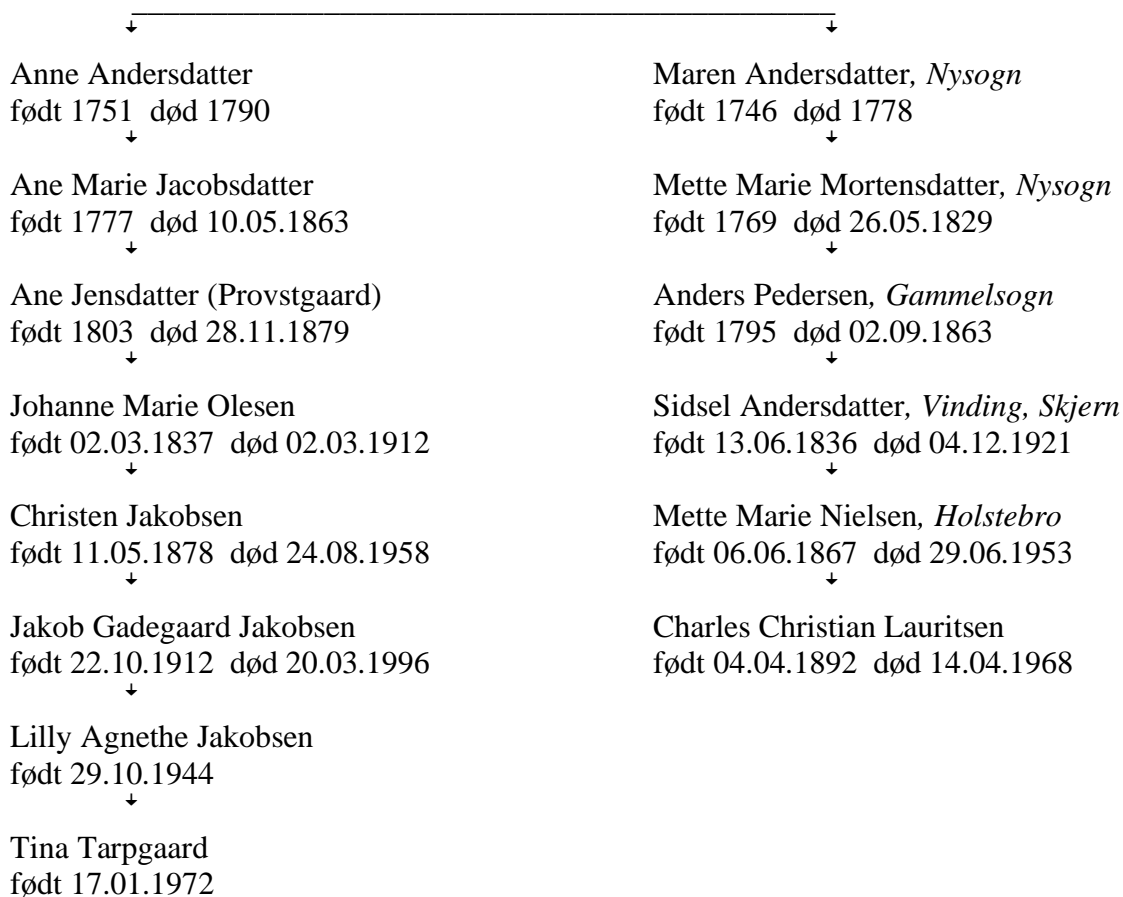 Anne Andersdatter
født 1751  død 1790
Ane Marie Jacobsdatter
født 1777  død 10.05.1863
Ane Jensdatter (Provstgaard)
født 1803  død 28.11.1879
Johanne Marie Olesen
født 02.03.1837  død 02.03.1912
Christen Jakobsen
født 11.05.1878  død 24.08.1958
Jakob Gadegaard Jakobsen
født 22.10.1912  død 20.03.1996
Lilly Agnethe Jakobsen
født 29.10.1944
Tina Tarpgaard
født 17.01.1972
Maren Andersdatter, Nysogn
født 1746  død 1778
Mette Marie Mortensdatter, Nysogn
født 1769  død 26.05.1829
Anders Pedersen, Gammelsogn
født 1795  død 02.09.1863
Sidsel Andersdatter, Vinding, Skjern
født 13.06.1836  død 04.12.1921
Mette Marie Nielsen, Holstebro
født 06.06.1867  død 29.06.1953
Charles Christian Lauritsen
født 04.04.1892  død 14.04.1968